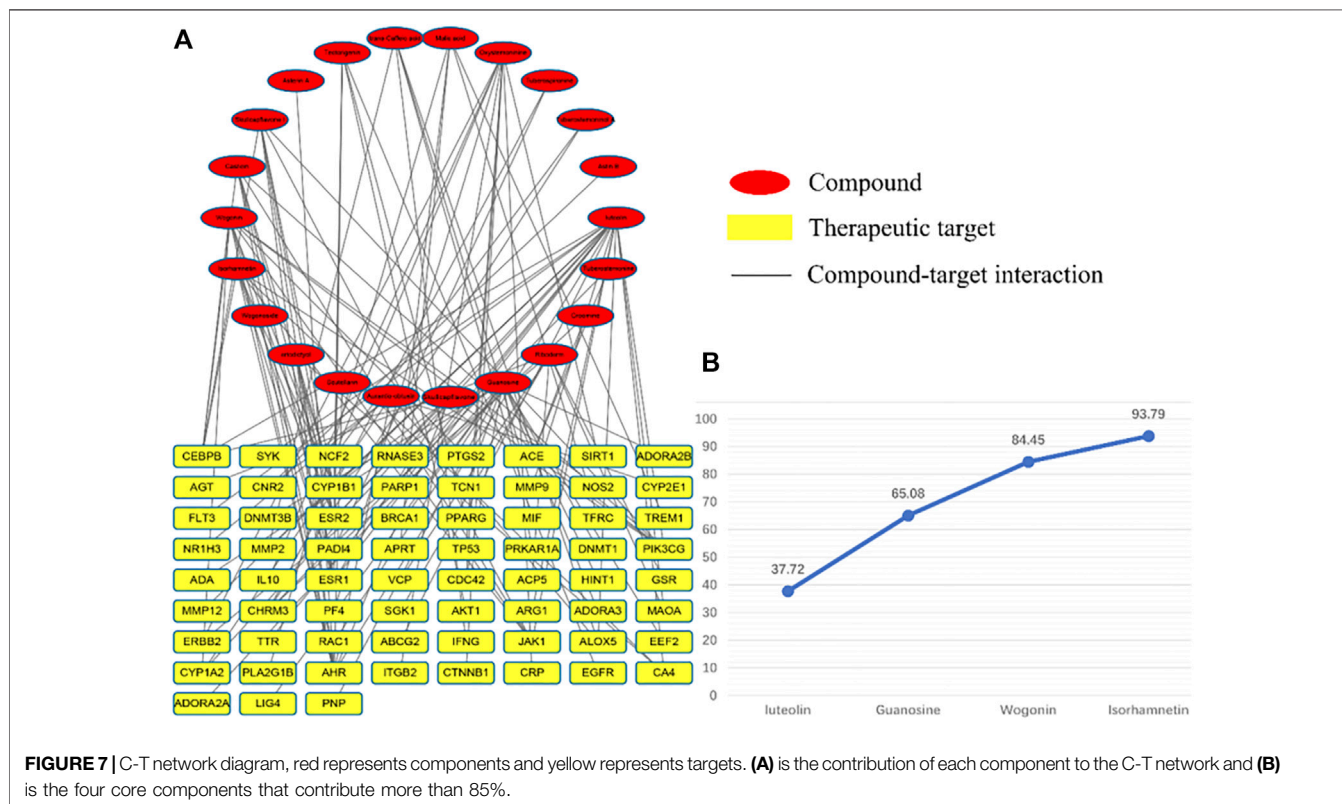 A
Wogonin
Isorhamnetin
Guanosine
Compound
Therapeutic target
Compound-target interaction
CEBPB SYK NCF2 RNASE3 PTGS2 ACE SIRT1 ADORA2B
AGT CNR2 CYP1B1 PARP1 TCN1 MMP9 NOS2 CYP2E1
FLT3 DNMT3B ESR2 BRCA1 PPARG MIF TFRC TREM1
NR1H3 MMP2 PADI4 APRT TP53 PRKAR1A DNMT1 PIK3CG
ADA IL10 ESR1 VCP CDC42 ACP5 HINT1 GSR
MMP12 CHRM3 PF4 SGK1 AKT1 ARG1 ADORA3 MAOA
ERBB2 TTR RAC1 ABCG2 IFNG JAK1 ALOX5 EEF2
CYP1A2 PLA2G1B AHR ITGB2 CTNNB1 CRP EGFR CA4
ADORA2A LIG4 PNP
B
100
90
80
70
60
50
40
30
20
10
0
37.72
65.08
84.45
93.79
luteolin Guanosine Wogonin Isorhamnetin
FIGURE 7 | C-T network diagram, red represents components and yellow represents targets. (A) is the contribution of each component to the C-T network and (B)
is the four core components that contribute more than 85%.